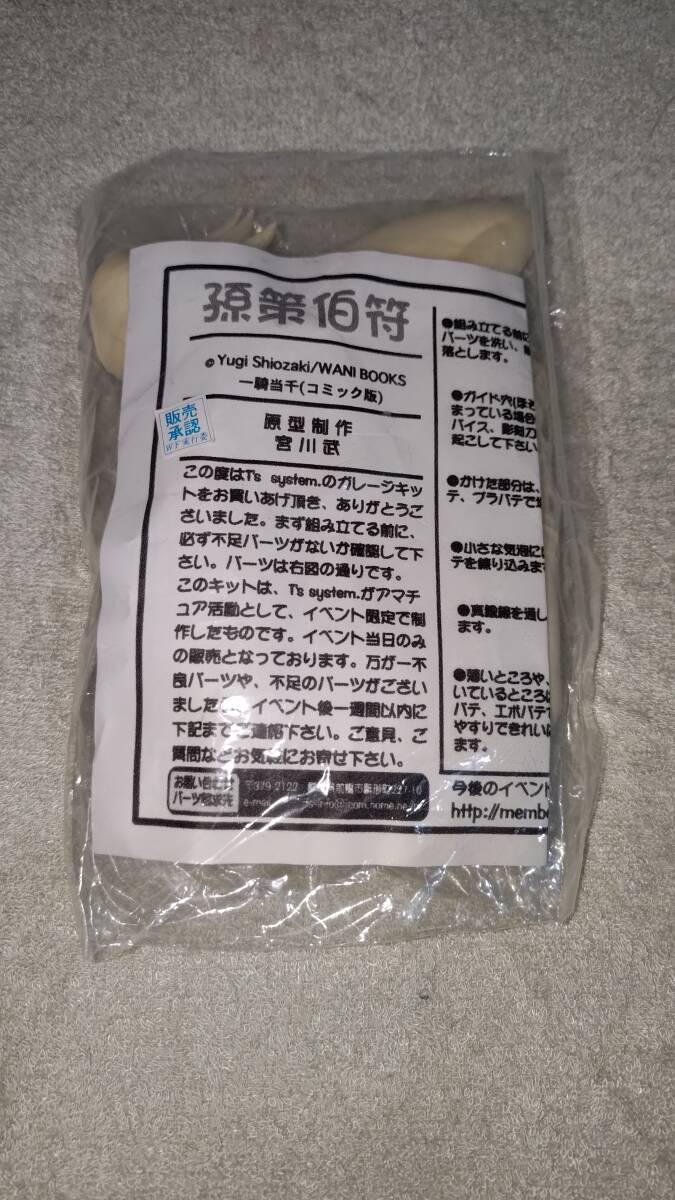 孫策伯符
©Yugi Shiozaki/WANI BOOKS
一騎当千(コミック版)
販売
承認
WF実行委
原型制作
宮川武
この度はT's system.のガレージキッ
トをお買いあげ頂き、ありがとうご
ざいました。まず組み立てる前に、
必ず不足パーツがないか確認して下
さい。パーツは右図の通りです。
このキットは、T's system.がアマチ
ュア活動として、イベント限定で制
作したものです。イベント当日のみ
の販売となっております。万が一不
良パーツや、不足のパーツがござい
ました イベント後一週間以内に
下記までご連絡下さい。ご意見、ご
質問などお気軽にお寄せ下さい。
お問い合わせ
パーツ請求先
〒379-2122
e-mail
●組み立てる前に
パーツを洗い、
落とします。
●ガイド穴(ほぞ
まっている場合
バイス、彫刻刀
起こして下さい
●かけた部分は、
テ、プラパテで
●小さな気泡に
テを練り込みます
●真鍮線を通し
ます。
●薄いところや、
いているところ
パテ、エポパテで
やすりできれい
ます。
今後のイベント
http://membe